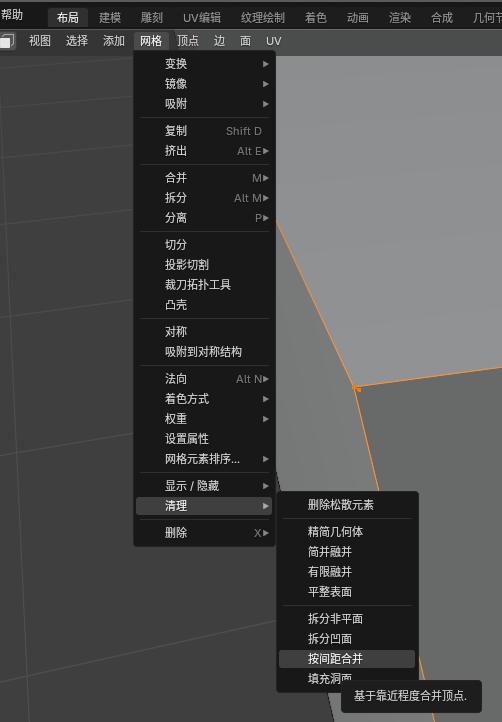 帮助 布局 建模 雕刻 UV编辑 纹理绘制 着色 动画 渲染 合成 几何节
视图 选择 添加 网格 顶点 边 面 UV
变换
镜像
吸附
复制 Shift D
挤出 Alt E
合并 M
拆分 Alt M
分离 P
切分
投影切割
裁刀拓扑工具
凸壳
对称
吸附到对称结构
法向 Alt N
着色方式
权重
设置属性
网格元素排序...
显示 / 隐藏
清理
删除 X
删除松散元素
精简几何体
简并融并
有限融并
平整表面
拆分非平面
拆分凹面
按间距合并
填充洞面
基于靠近程度合并顶点.